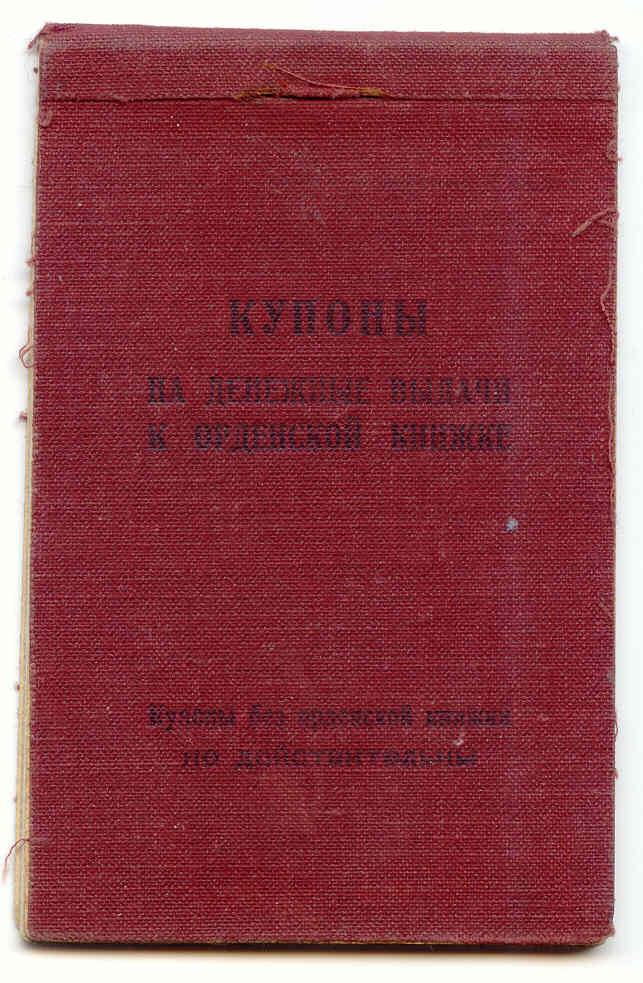 КУПОНЫ
НА ДЕНЕЖНЫЕ ВЫДАЧИ
К ОРДЕНСКОЙ КНИЖКЕ
Купоны без орденской книжки
не действительны